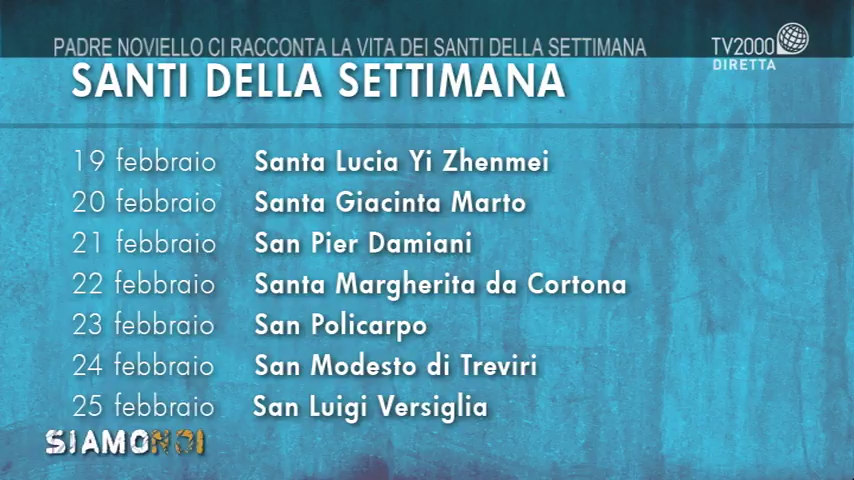 PADRE NOVIELLO CI RACCONTA LA VITA DEI SANTI DELLA SETTIMANA
TV2000
DIRETTA
SANTI DELLA SETTIMANA
19 febbraio Santa Lucia Yi Zhenmei
20 febbraio Santa Giacinta Marto
21 febbraio San Pier Damiani
22 febbraio Santa Margherita da Cortona
23 febbraio San Policarpo
24 febbraio San Modesto di Treviri
25 febbraio San Luigi Versiglia
SIAMONOI